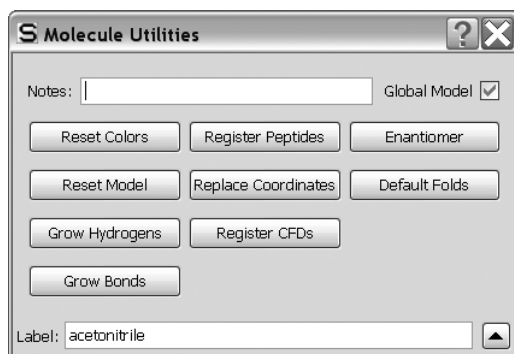 S Molecule Utilities ?
Notes: Global Model
Reset Colors Register Peptides Enantiomer
Reset Model Replace Coordinates Default Folds
Grow Hydrogens Register CFDs
Grow Bonds
Label: acetonitrile